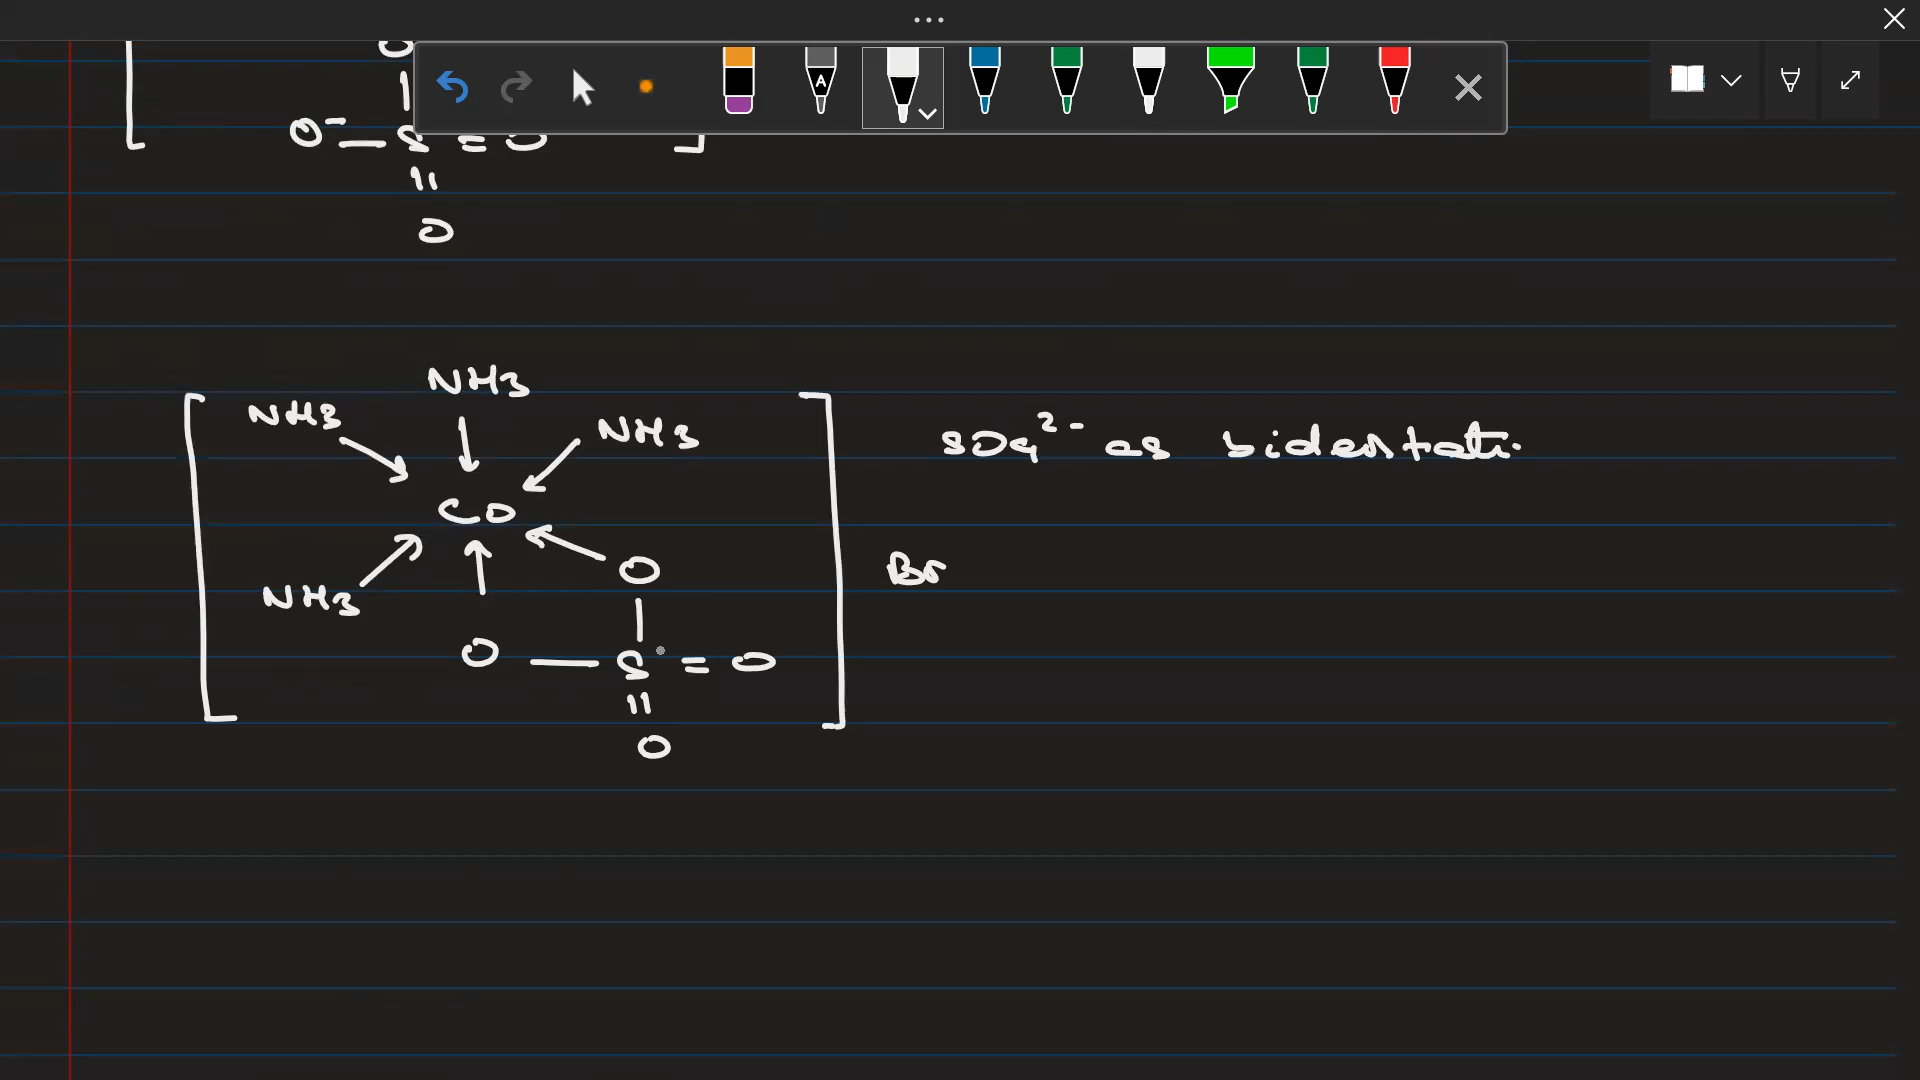 O
|
O⁻—S=O
||
O
NH3
NH3
NH3
SO4²⁻ as bidentate
Co
Br
O
NH3
O—S=O
||
O
A